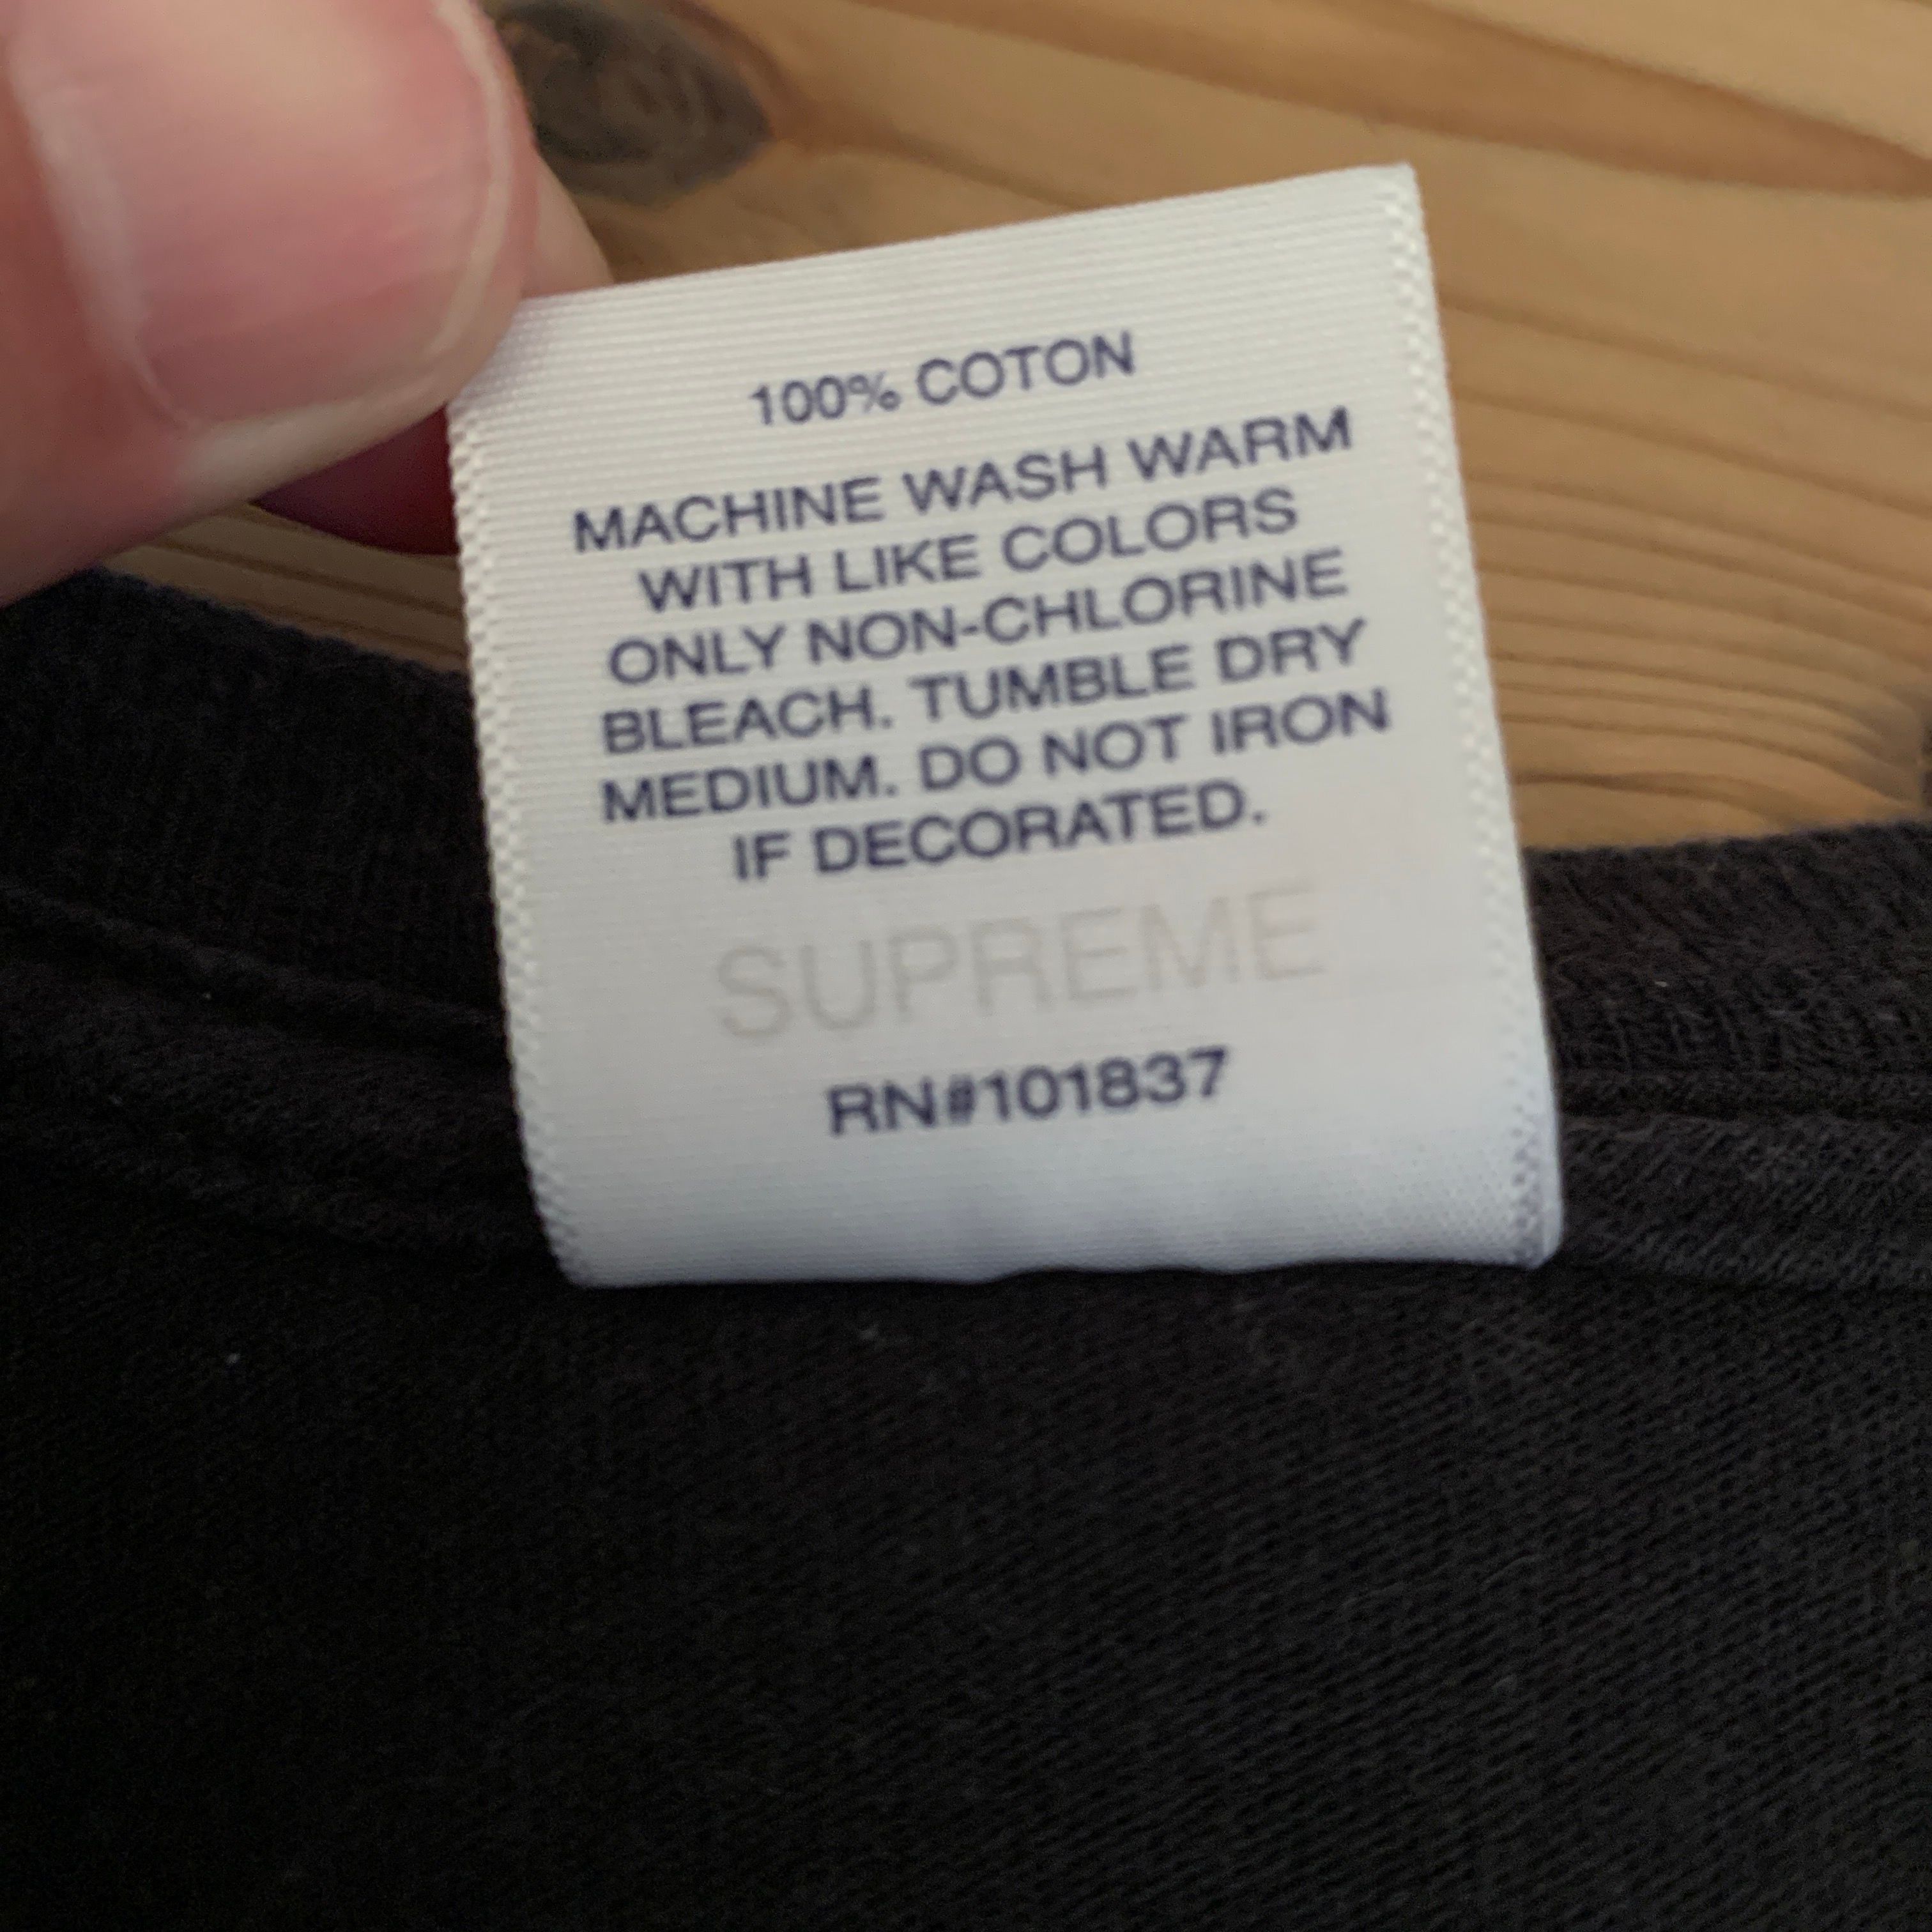 100% COTON
MACHINE WASH WARM
WITH LIKE COLORS
ONLY NON-CHLORINE
BLEACH. TUMBLE DRY
MEDIUM. DO NOT IRON
IF DECORATED.
SUPREME
RN#101837